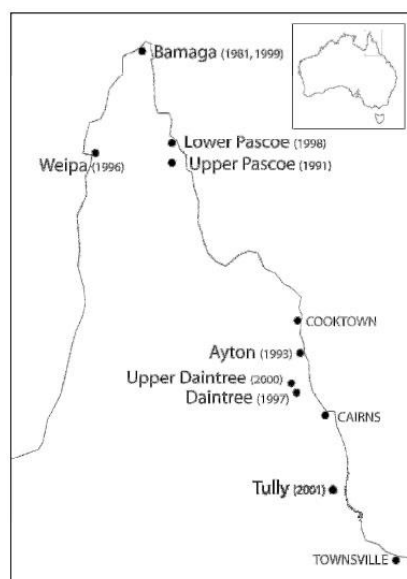 Bamaga (1981, 1999)
Lower Pascoe (1998)
Weipa (1996)
Upper Pascoe (1991)
COOKTOWN
Ayton (1993)
Upper Daintree (2000)
Daintree (1997)
CAIRNS
Tully (2001)
TOWNSVILLE